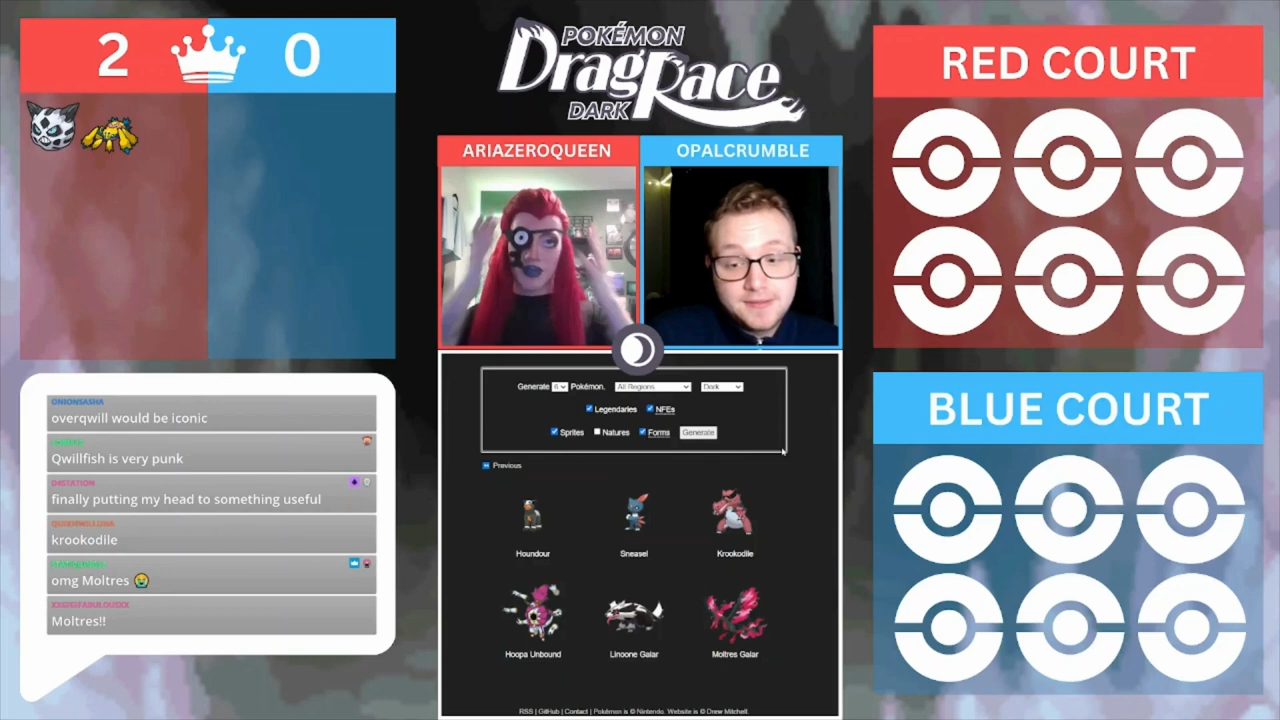 2 0
POKÉMON
DragRace
DARK
RED COURT
ARIAZEROQUEEN OPALCRUMBLE
ONIONSASHA
overqwill would be iconic
Qwillfish is very punk
D4STATION
finally putting my head to something useful
krookodile
omg Moltres 😭
Moltres!!
Generate 6 Pokémon. All Regions Dark
Legendaries NFEs
Sprites Natures Forms Generate
Previous
Houndour Sneasel Krookodile
Hoopa Unbound Linoone Galar Moltres Galar
RSS | GitHub | Contact | Pokémon is © Nintendo. Website is © Drew Mitchell.
BLUE COURT